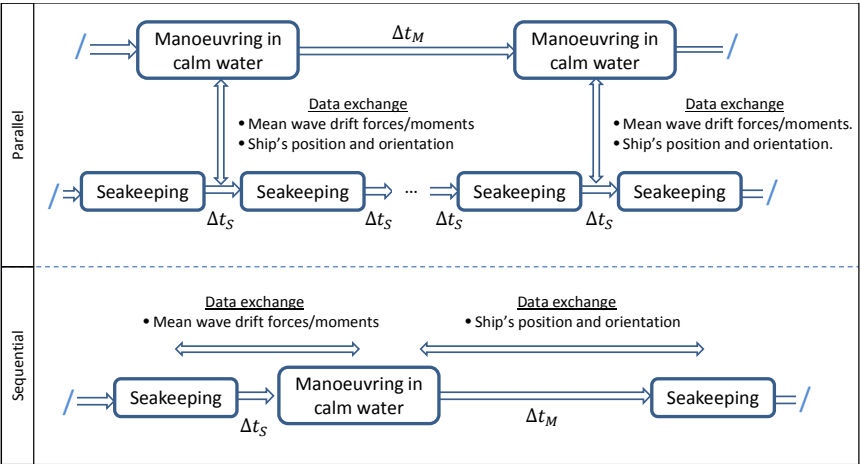 Parallel
Manoeuvring in
calm water
Δt_M
Manoeuvring in
calm water
Data exchange
• Mean wave drift forces/moments
• Ship's position and orientation
Data exchange
• Mean wave drift forces/moments.
• Ship's position and orientation.
Seakeeping
Δt_S
Seakeeping
Δt_S
...
Δt_S
Seakeeping
Δt_S
Seakeeping
Sequential
Data exchange
• Mean wave drift forces/moments
Data exchange
• Ship's position and orientation
Seakeeping
Δt_S
Manoeuvring in
calm water
Δt_M
Seakeeping